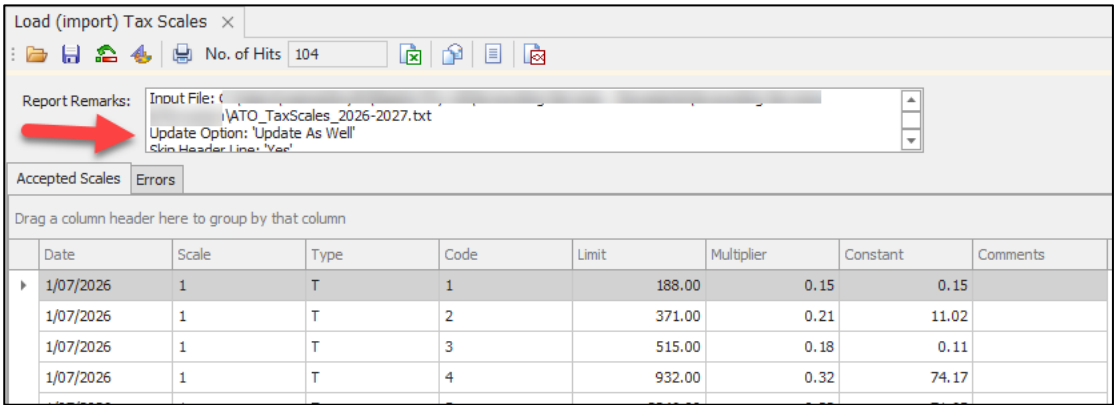 Load (import) Tax Scales ×
No. of Hits 104
Report Remarks: Input File:
\ATO_TaxScales_2026-2027.txt
Update Option: 'Update As Well'
Skip Header Line: 'Yes'
Accepted Scales Errors
Drag a column header here to group by that column
Date Scale Type Code Limit Multiplier Constant Comments
1/07/2026 1 T 1 188.00 0.15 0.15
1/07/2026 1 T 2 371.00 0.21 11.02
1/07/2026 1 T 3 515.00 0.18 0.11
1/07/2026 1 T 4 932.00 0.32 74.17